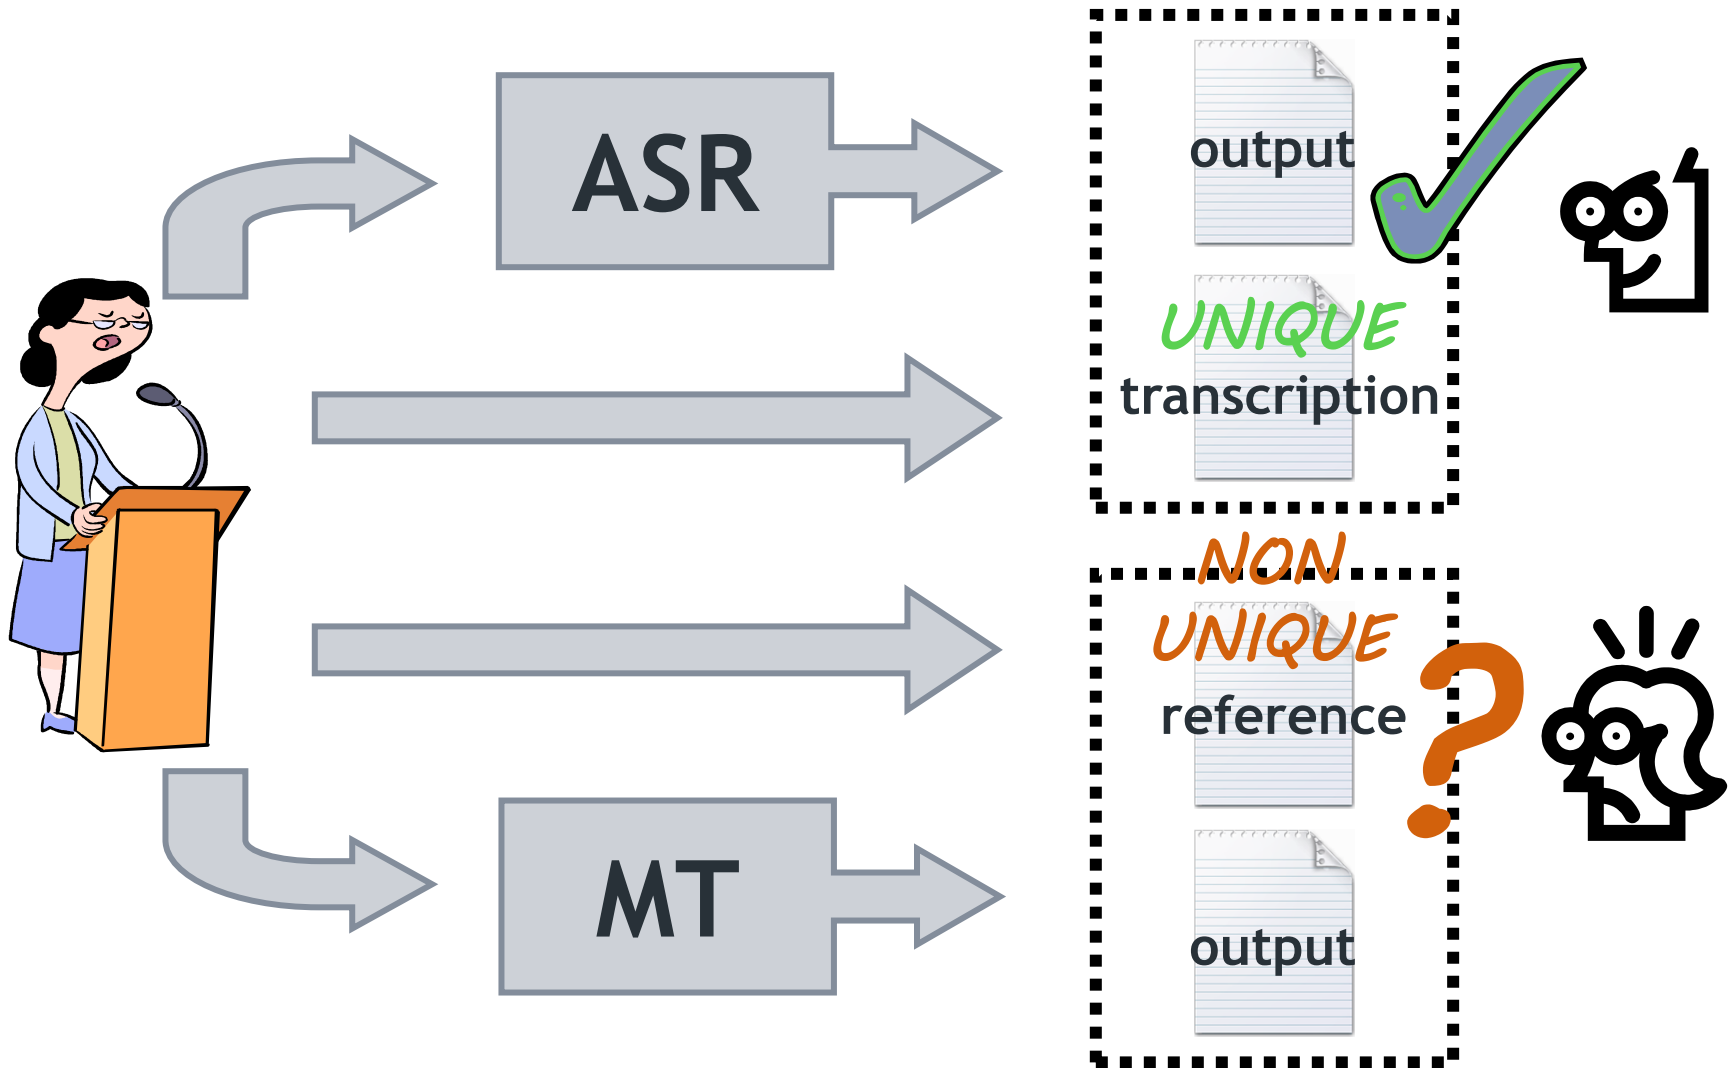 ASR
output
UNIQUE
transcription
NON
UNIQUE
reference
?
MT
output